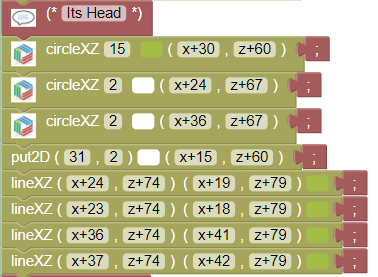 (* Its Head *)
circleXZ 15 ( x+30 , z+60 ) ;
circleXZ 2 ( x+24 , z+67 ) ;
circleXZ 2 ( x+36 , z+67 ) ;
put2D ( 31 , 2 ) ( x+15 , z+60 ) ;
lineXZ ( x+24 , z+74 ) ( x+19 , z+79 ) ;
lineXZ ( x+23 , z+74 ) ( x+18 , z+79 ) ;
lineXZ ( x+36 , z+74 ) ( x+41 , z+79 ) ;
lineXZ ( x+37 , z+74 ) ( x+42 , z+79 ) ;